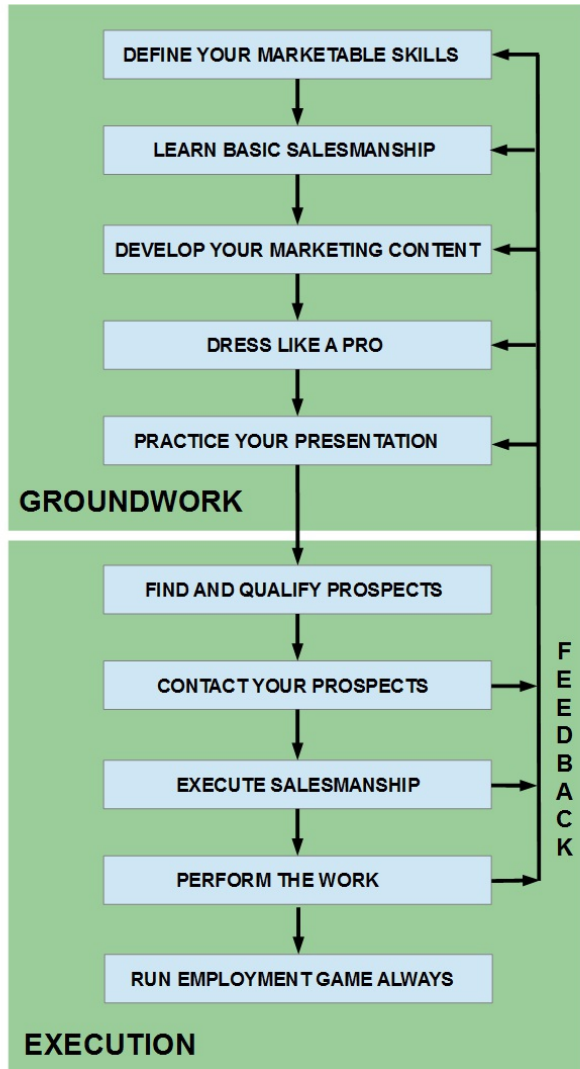 DEFINE YOUR MARKETABLE SKILLS
LEARN BASIC SALESMANSHIP
DEVELOP YOUR MARKETING CONTENT
DRESS LIKE A PRO
PRACTICE YOUR PRESENTATION
GROUNDWORK
FIND AND QUALIFY PROSPECTS
CONTACT YOUR PROSPECTS
EXECUTE SALESMANSHIP
PERFORM THE WORK
RUN EMPLOYMENT GAME ALWAYS
FEEDBACK
EXECUTION